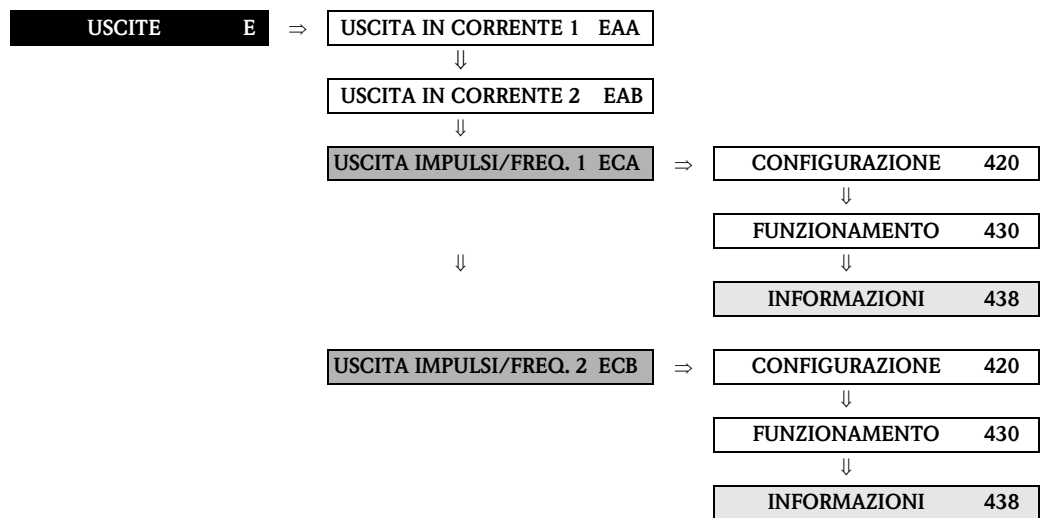 USCITE E ⇒ USCITA IN CORRENTE 1 EAA
⇓
USCITA IN CORRENTE 2 EAB
⇓
USCITA IMPULSI/FREQ. 1 ECA ⇒ CONFIGURAZIONE 420
⇓
FUNZIONAMENTO 430
⇓ ⇓
INFORMAZIONI 438
USCITA IMPULSI/FREQ. 2 ECB ⇒ CONFIGURAZIONE 420
⇓
FUNZIONAMENTO 430
⇓
INFORMAZIONI 438